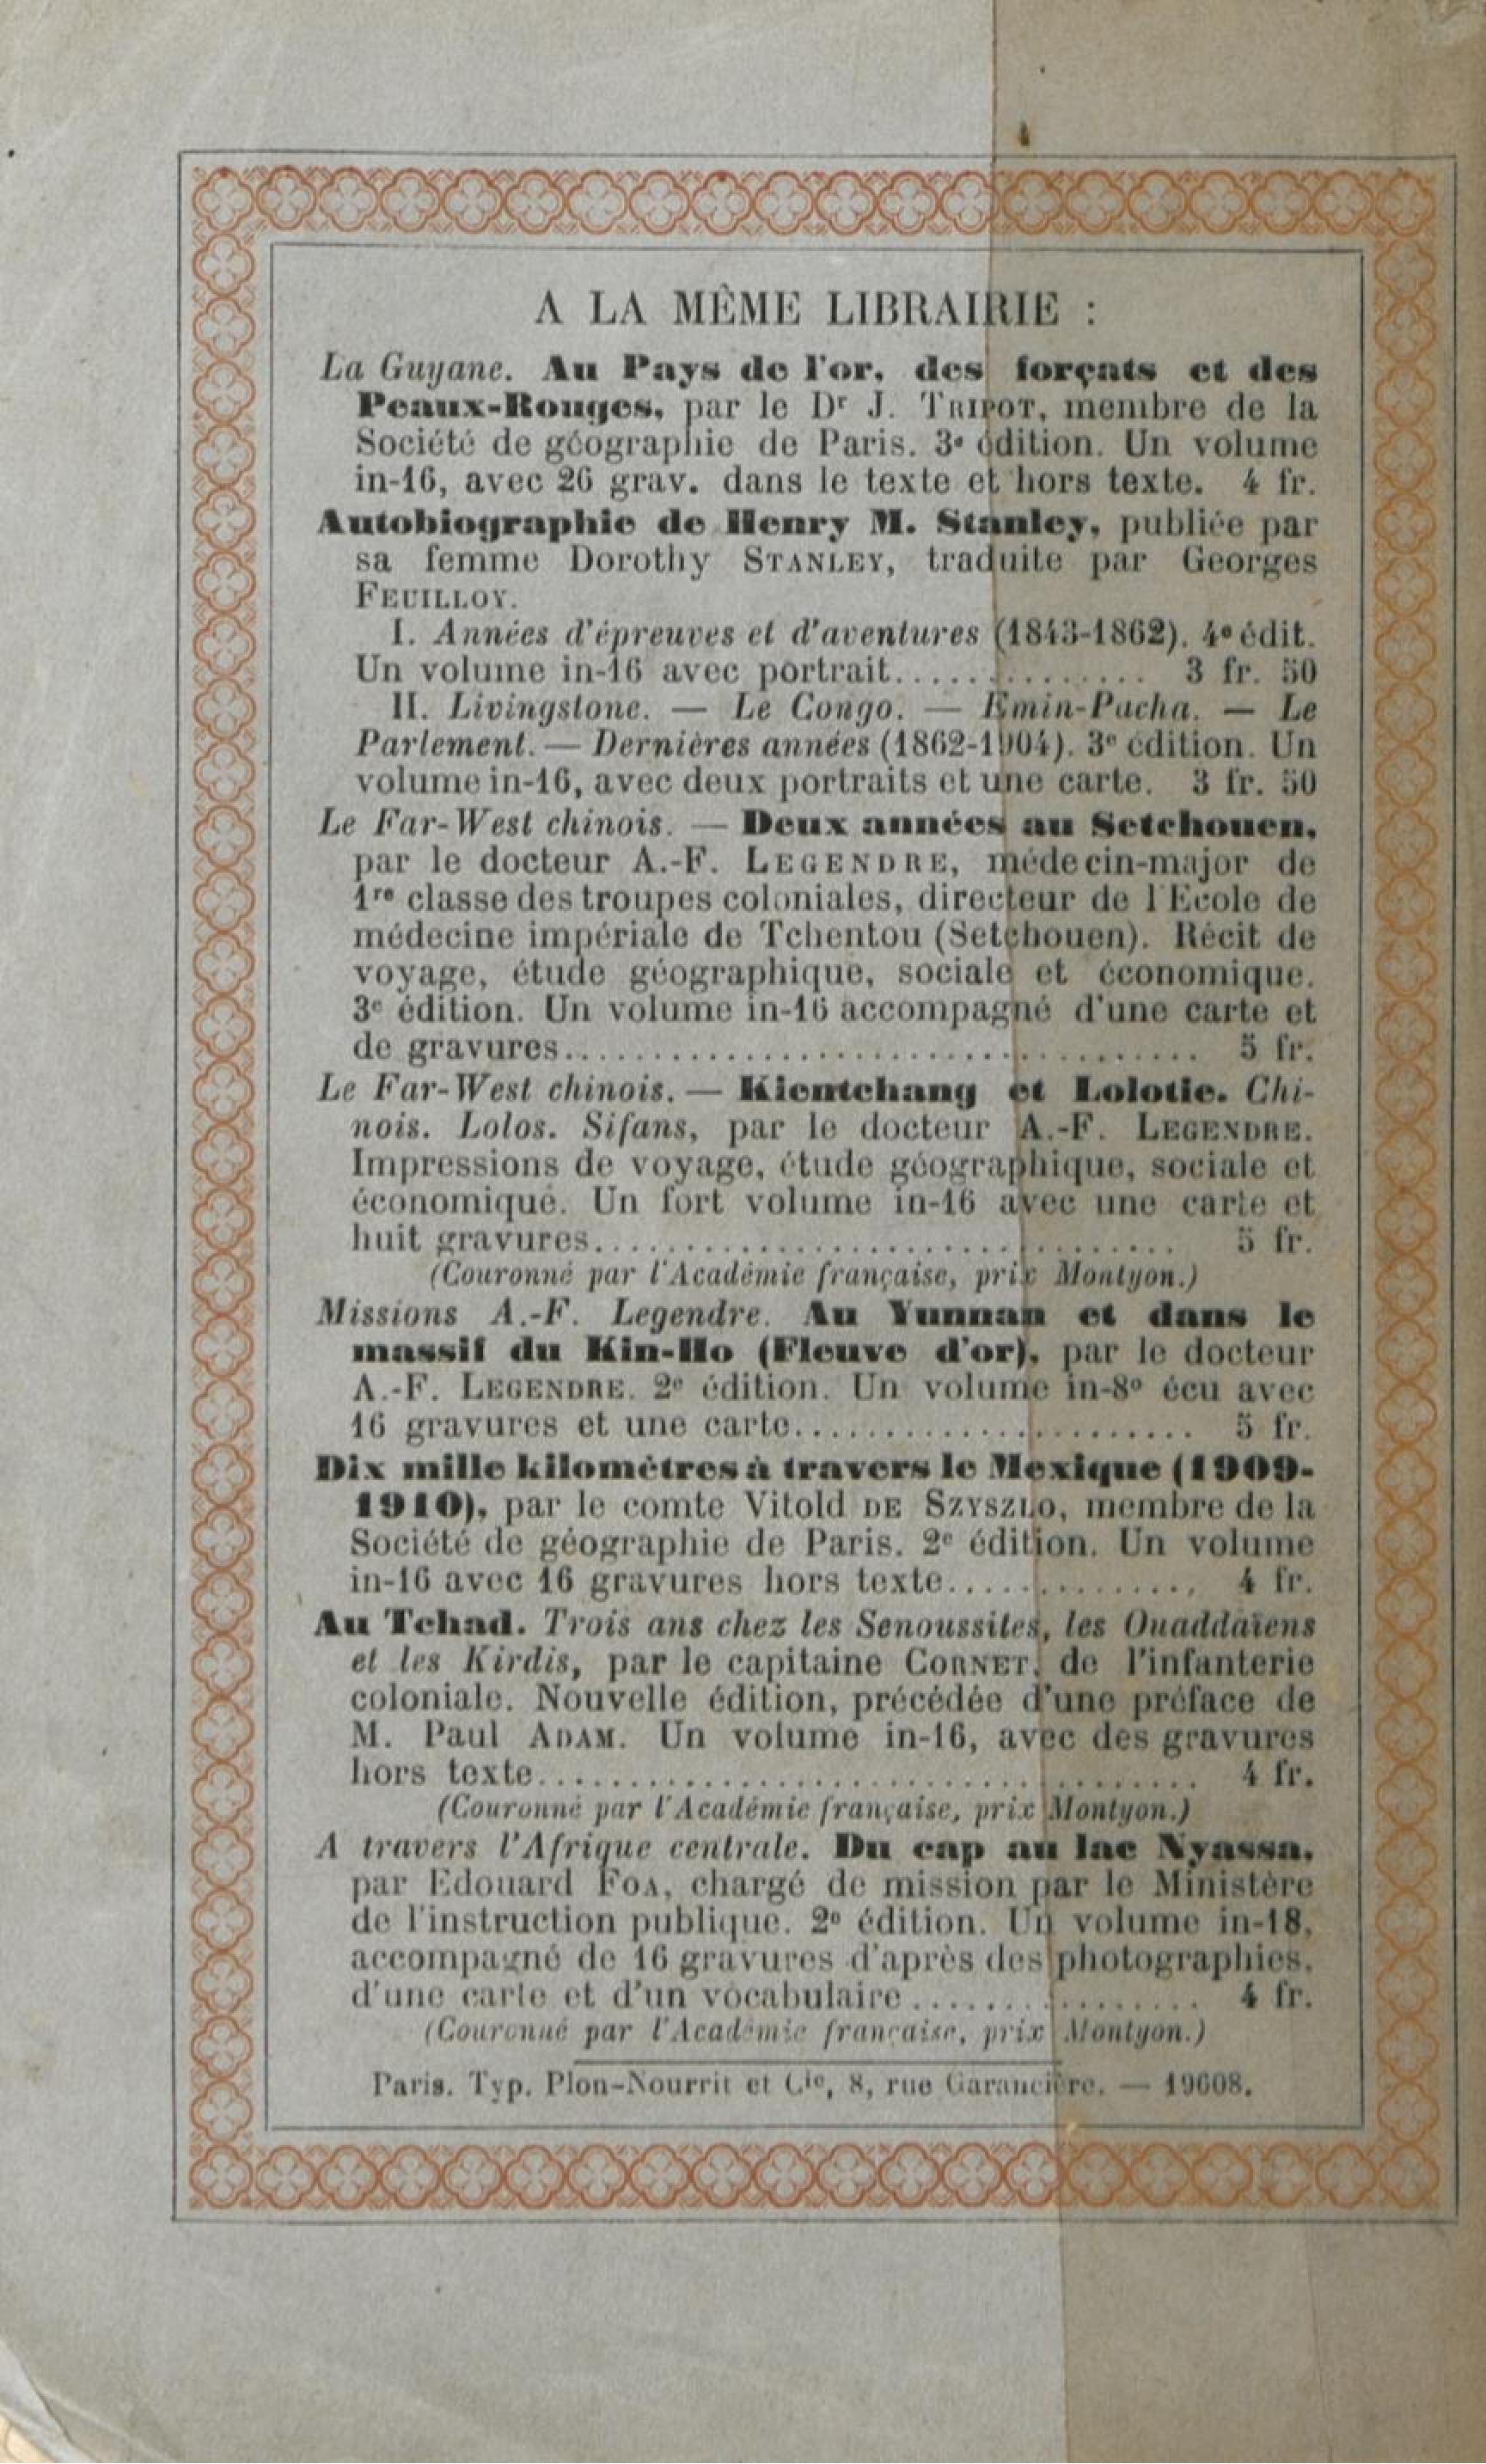 A LA MÊME LIBRAIRIE :
La Guyane. Au Pays de l'or, des forçats et des
Peaux-Rouges, par le Dr J. TRIPOT, membre de la
Société de géographie de Paris. 3e édition. Un volume
in-16, avec 26 grav. dans le texte et hors texte. 4 fr.
Autobiographie de Henry M. Stanley, publiée par
sa femme Dorothy STANLEY, traduite par Georges
FEUILLOY.
I. Années d'épreuves et d'aventures (1843-1862). 4e édit.
Un volume in-16 avec portrait.............. 3 fr. 50
II. Livingstone. — Le Congo. — Emin-Pacha. — Le
Parlement. — Dernières années (1862-1904). 3e édition. Un
volume in-16, avec deux portraits et une carte. 3 fr. 50
Le Far-West chinois. — Deux années au Setchouen,
par le docteur A.-F. LEGENDRE, médecin-major de
1re classe des troupes coloniales, directeur de l'Ecole de
médecine impériale de Tchentou (Setchouen). Récit de
voyage, étude géographique, sociale et économique.
3e édition. Un volume in-16 accompagné d'une carte et
de gravures.................................. 5 fr.
Le Far-West chinois. — Kientchang et Lolotie. Chi-
nois. Lolos. Sifans, par le docteur A.-F. LEGENDRE.
Impressions de voyage, étude géographique, sociale et
économique. Un fort volume in-16 avec une carte et
huit gravures............................... 5 fr.
(Couronné par l'Académie française, prix Montyon.)
Missions A.-F. Legendre. Au Yunnan et dans le
massif du Kin-Ho (Fleuve d'or), par le docteur
A.-F. LEGENDRE. 2e édition. Un volume in-8o écu avec
16 gravures et une carte..................... 5 fr.
Dix mille kilomètres à travers le Mexique (1909-
1910), par le comte Vitold DE SZYSZLO, membre de la
Société de géographie de Paris. 2e édition. Un volume
in-16 avec 16 gravures hors texte.............. 4 fr.
Au Tchad. Trois ans chez les Senoussites, les Ouaddaïens
et les Kirdis, par le capitaine CORNET, de l'infanterie
coloniale. Nouvelle édition, précédée d'une préface de
M. Paul ADAM. Un volume in-16, avec des gravures
hors texte................................... 4 fr.
(Couronné par l'Académie française, prix Montyon.)
A travers l'Afrique centrale. Du cap au lac Nyassa,
par Edouard FOA, chargé de mission par le Ministère
de l'instruction publique. 2e édition. Un volume in-18,
accompagné de 16 gravures d'après des photographies,
d'une carte et d'un vocabulaire................ 4 fr.
(Couronné par l'Académie française, prix Montyon.)
Paris. Typ. Plon-Nourrit et Cie, 8, rue Garancière. — 19608.